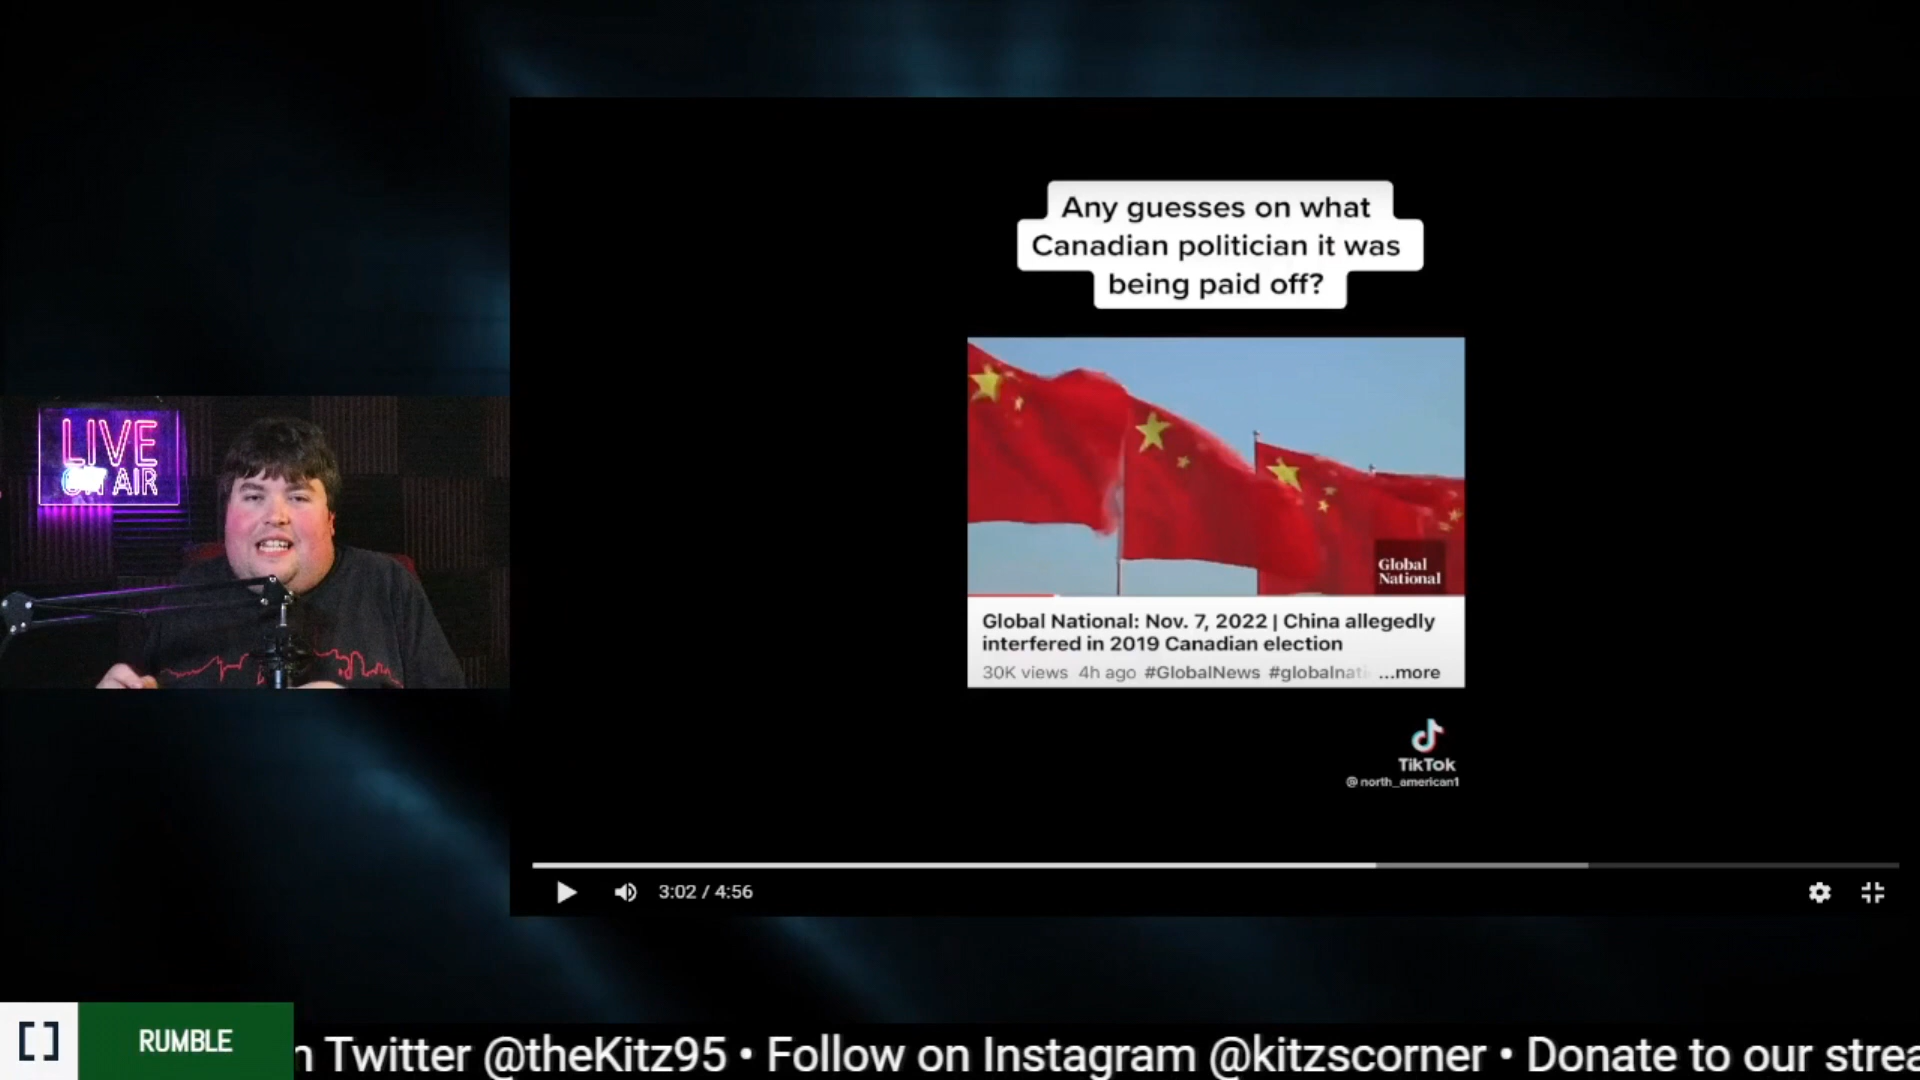 Any guesses on what
Canadian politician it was
being paid off?
LIVE
ON AIR
Global
National
Global National: Nov. 7, 2022 | China allegedly
interfered in 2019 Canadian election
30K views 4h ago #GlobalNews #globalnati ...more
TikTok
@north_american1
3:02 / 4:56
RUMBLE
n Twitter @theKitz95 • Follow on Instagram @kitzscorner • Donate to our strea